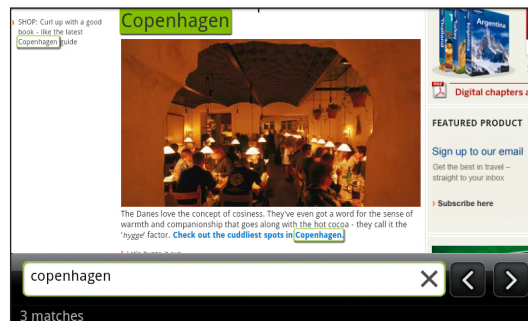 SHOP: Curl up with a good
book - like the latest
Copenhagen guide
Copenhagen
The Danes love the concept of cosiness. They've even got a word for the sense of
warmth and companionship that goes along with the hot cocoa - they call it the
'hygge' factor. Check out the cuddliest spots in Copenhagen.
Argentina
Thailand
PDF
Digital chapters a
FEATURED PRODUCT
Sign up to our email
Get the best in travel –
straight to your inbox
Subscribe here
copenhagen
3 matches